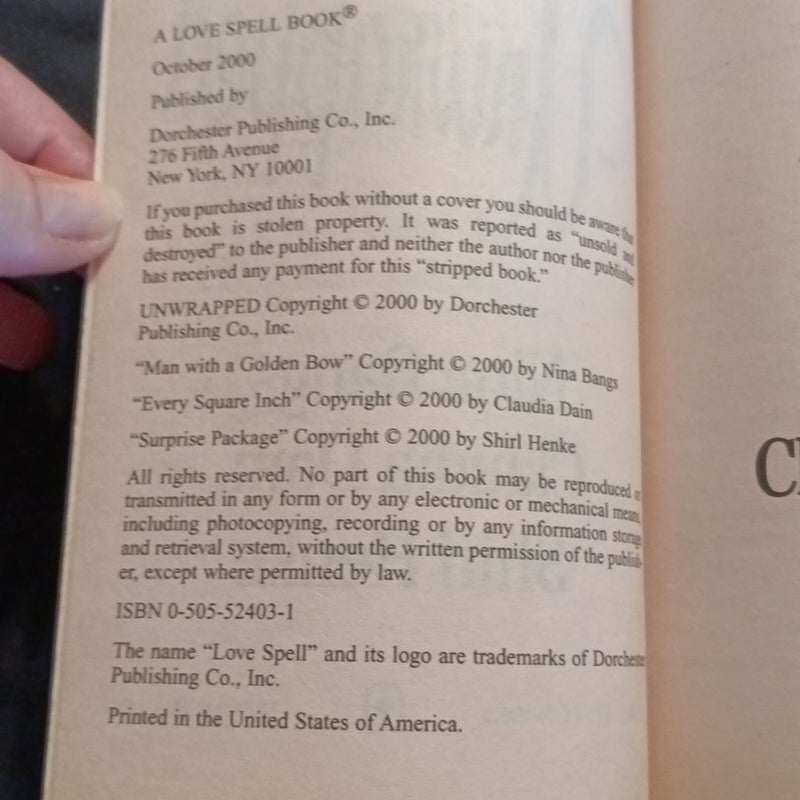 A LOVE SPELL BOOK®
October 2000
Published by
Dorchester Publishing Co., Inc.
276 Fifth Avenue
New York, NY 10001
If you purchased this book without a cover you should be aware that
this book is stolen property. It was reported as “unsold and
destroyed” to the publisher and neither the author nor the publisher
has received any payment for this “stripped book.”
UNWRAPPED Copyright © 2000 by Dorchester
Publishing Co., Inc.
“Man with a Golden Bow” Copyright © 2000 by Nina Bangs
“Every Square Inch” Copyright © 2000 by Claudia Dain
“Surprise Package” Copyright © 2000 by Shirl Henke
All rights reserved. No part of this book may be reproduced or
transmitted in any form or by any electronic or mechanical means,
including photocopying, recording or by any information storage
and retrieval system, without the written permission of the publish-
er, except where permitted by law.
ISBN 0-505-52403-1
The name “Love Spell” and its logo are trademarks of Dorchester
Publishing Co., Inc.
Printed in the United States of America.